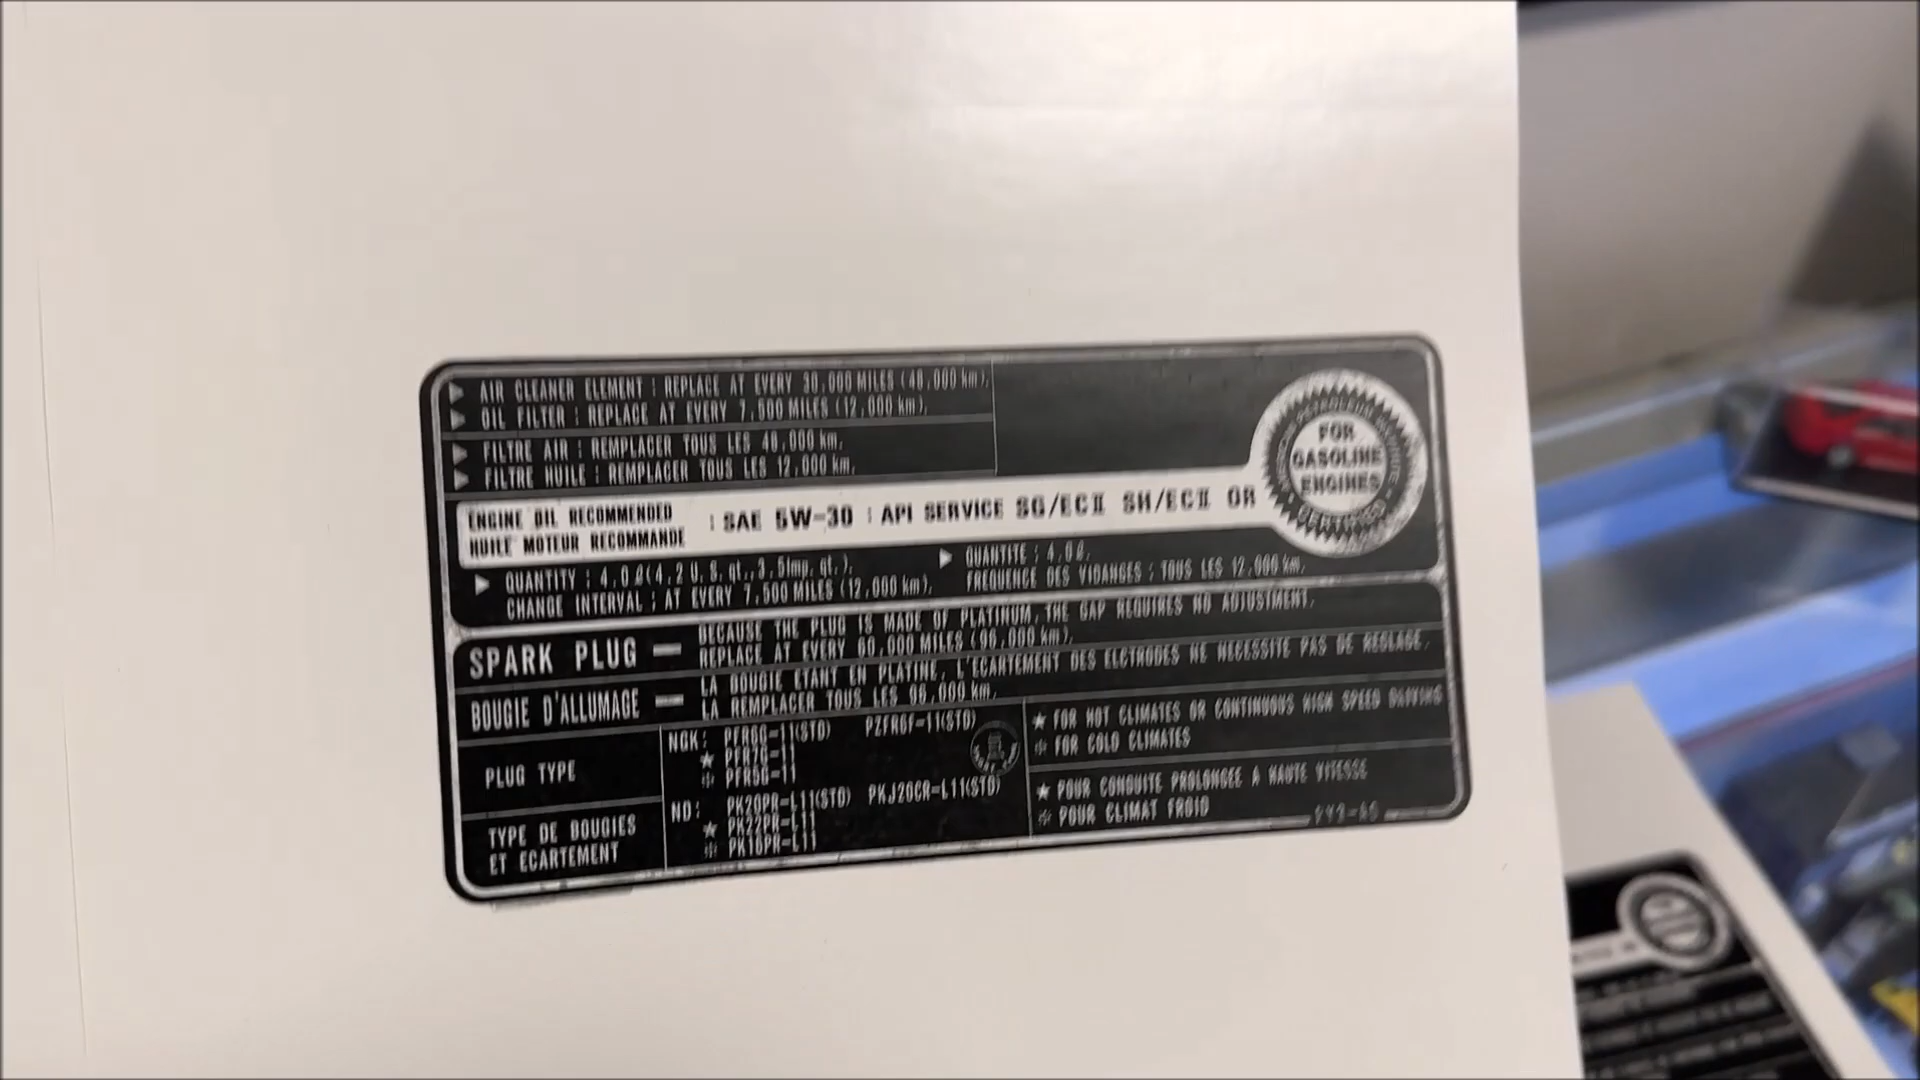 AIR CLEANER ELEMENT : REPLACE AT EVERY 30,000 MILES (48,000 km).
OIL FILTER : REPLACE AT EVERY 7,500 MILES (12,000 km).
FILTRE AIR : REMPLACER TOUS LES 48,000 km.
FILTRE HUILE : REMPLACER TOUS LES 12,000 km.
ENGINE OIL RECOMMENDED
HUILE MOTEUR RECOMMANDE
: SAE 5W-30 : API SERVICE SG/ECⅡ SH/ECⅡ OR
FOR
GASOLINE
ENGINES
CERTIFIED
QUANTITY : 4.0ℓ(4.2 U.S.qt.,3.5Imp.qt.).
CHANGE INTERVAL : AT EVERY 7,500 MILES (12,000 km).
QUANTITE : 4.0ℓ.
FREQUENCE DES VIDANGES : TOUS LES 12,000 km.
SPARK PLUG — BECAUSE THE PLUG IS MADE OF PLATINUM, THE GAP REQUIRES NO ADJUSTMENT.
REPLACE AT EVERY 60,000 MILES (96,000 km).
BOUGIE D'ALLUMAGE — LA BOUGIE ETANT EN PLATINE, L'ECARTEMENT DES ELCTRODES NE NECESSITE PAS DE REGLAGE.
LA REMPLACER TOUS LES 96,000 km.
PLUG TYPE
TYPE DE BOUGIES
ET ECARTEMENT
NGK: PFR6G-11(STD) PZFR6F-11(STD)
★ PFR7G-11
※ PFR5G-11
ND: PK20PR-L11(STD) PKJ20CR-L11(STD)
★ PK22PR-L11
※ PK16PR-L11
★ FOR HOT CLIMATES OR CONTINUOUS HIGH SPEED DRIVING
※ FOR COLD CLIMATES
★ POUR CONDUITE PROLONGEE A HAUTE VITESSE
※ POUR CLIMAT FROID